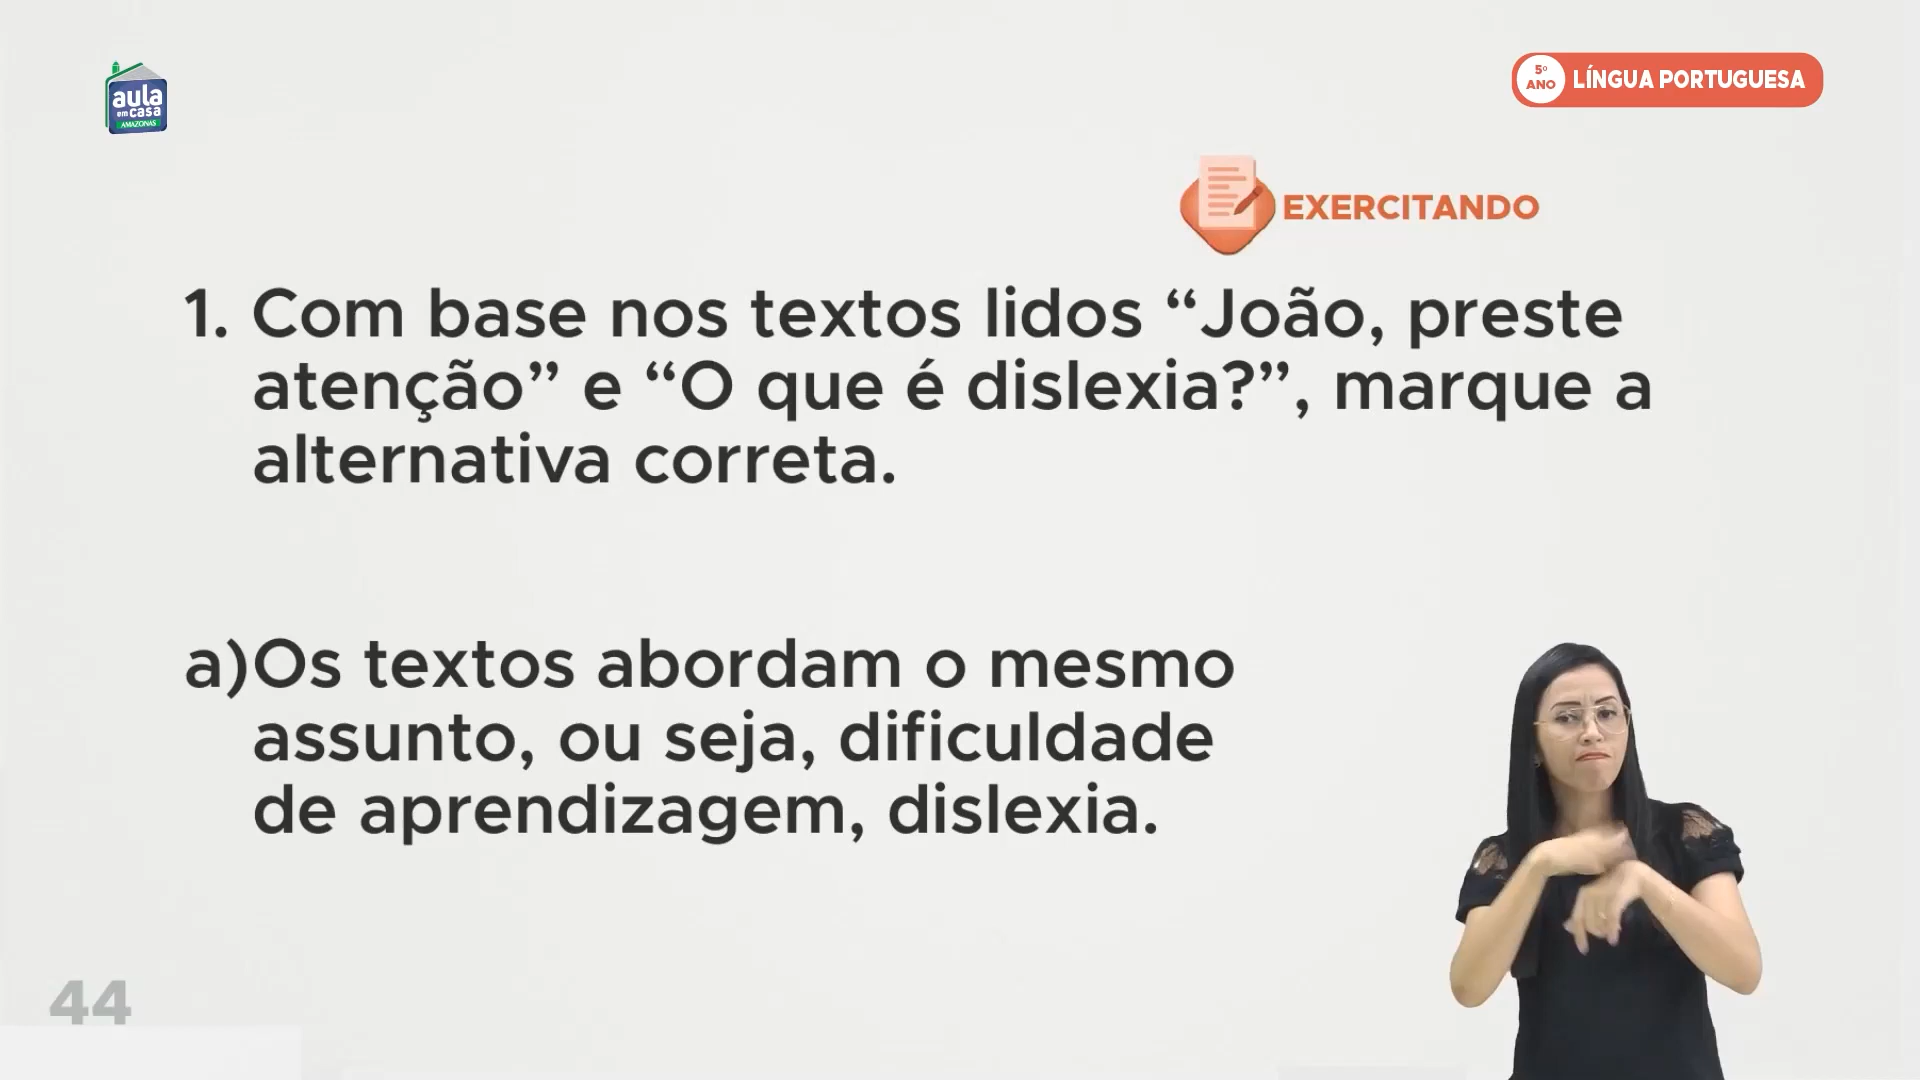 aula
em casa
AMAZONAS
5º
ANO
LÍNGUA PORTUGUESA
EXERCITANDO
1. Com base nos textos lidos “João, preste
atenção” e “O que é dislexia?”, marque a
alternativa correta.
a)Os textos abordam o mesmo
assunto, ou seja, dificuldade
de aprendizagem, dislexia.
44